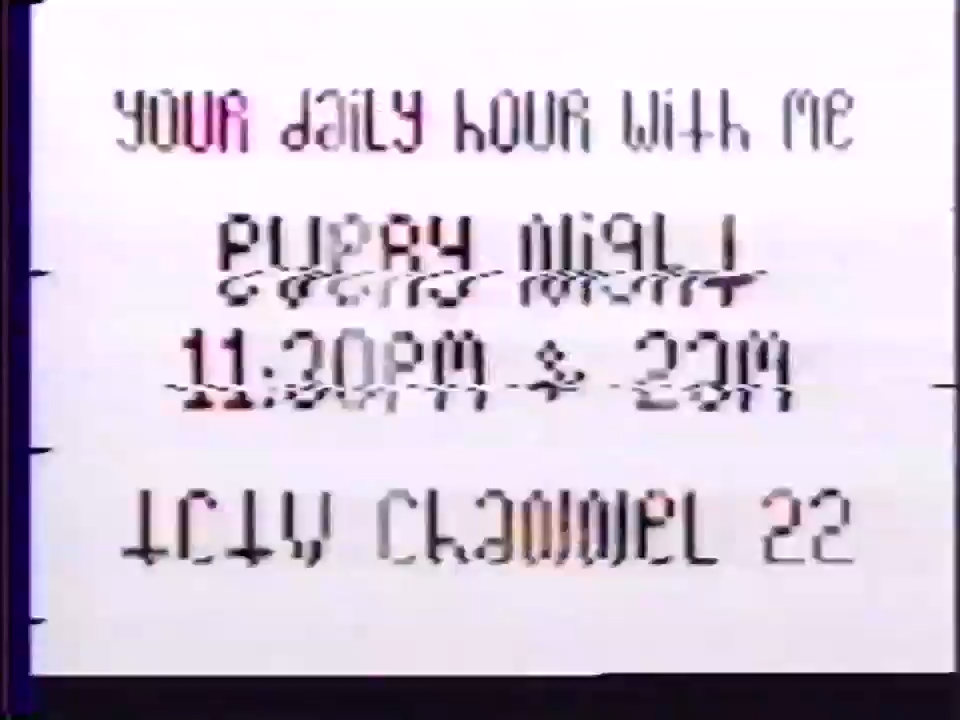 YOUR daiLY hOUR With Me
eVeRY Night
11:30PM & 2aM
tCtV ChaNNeL 22